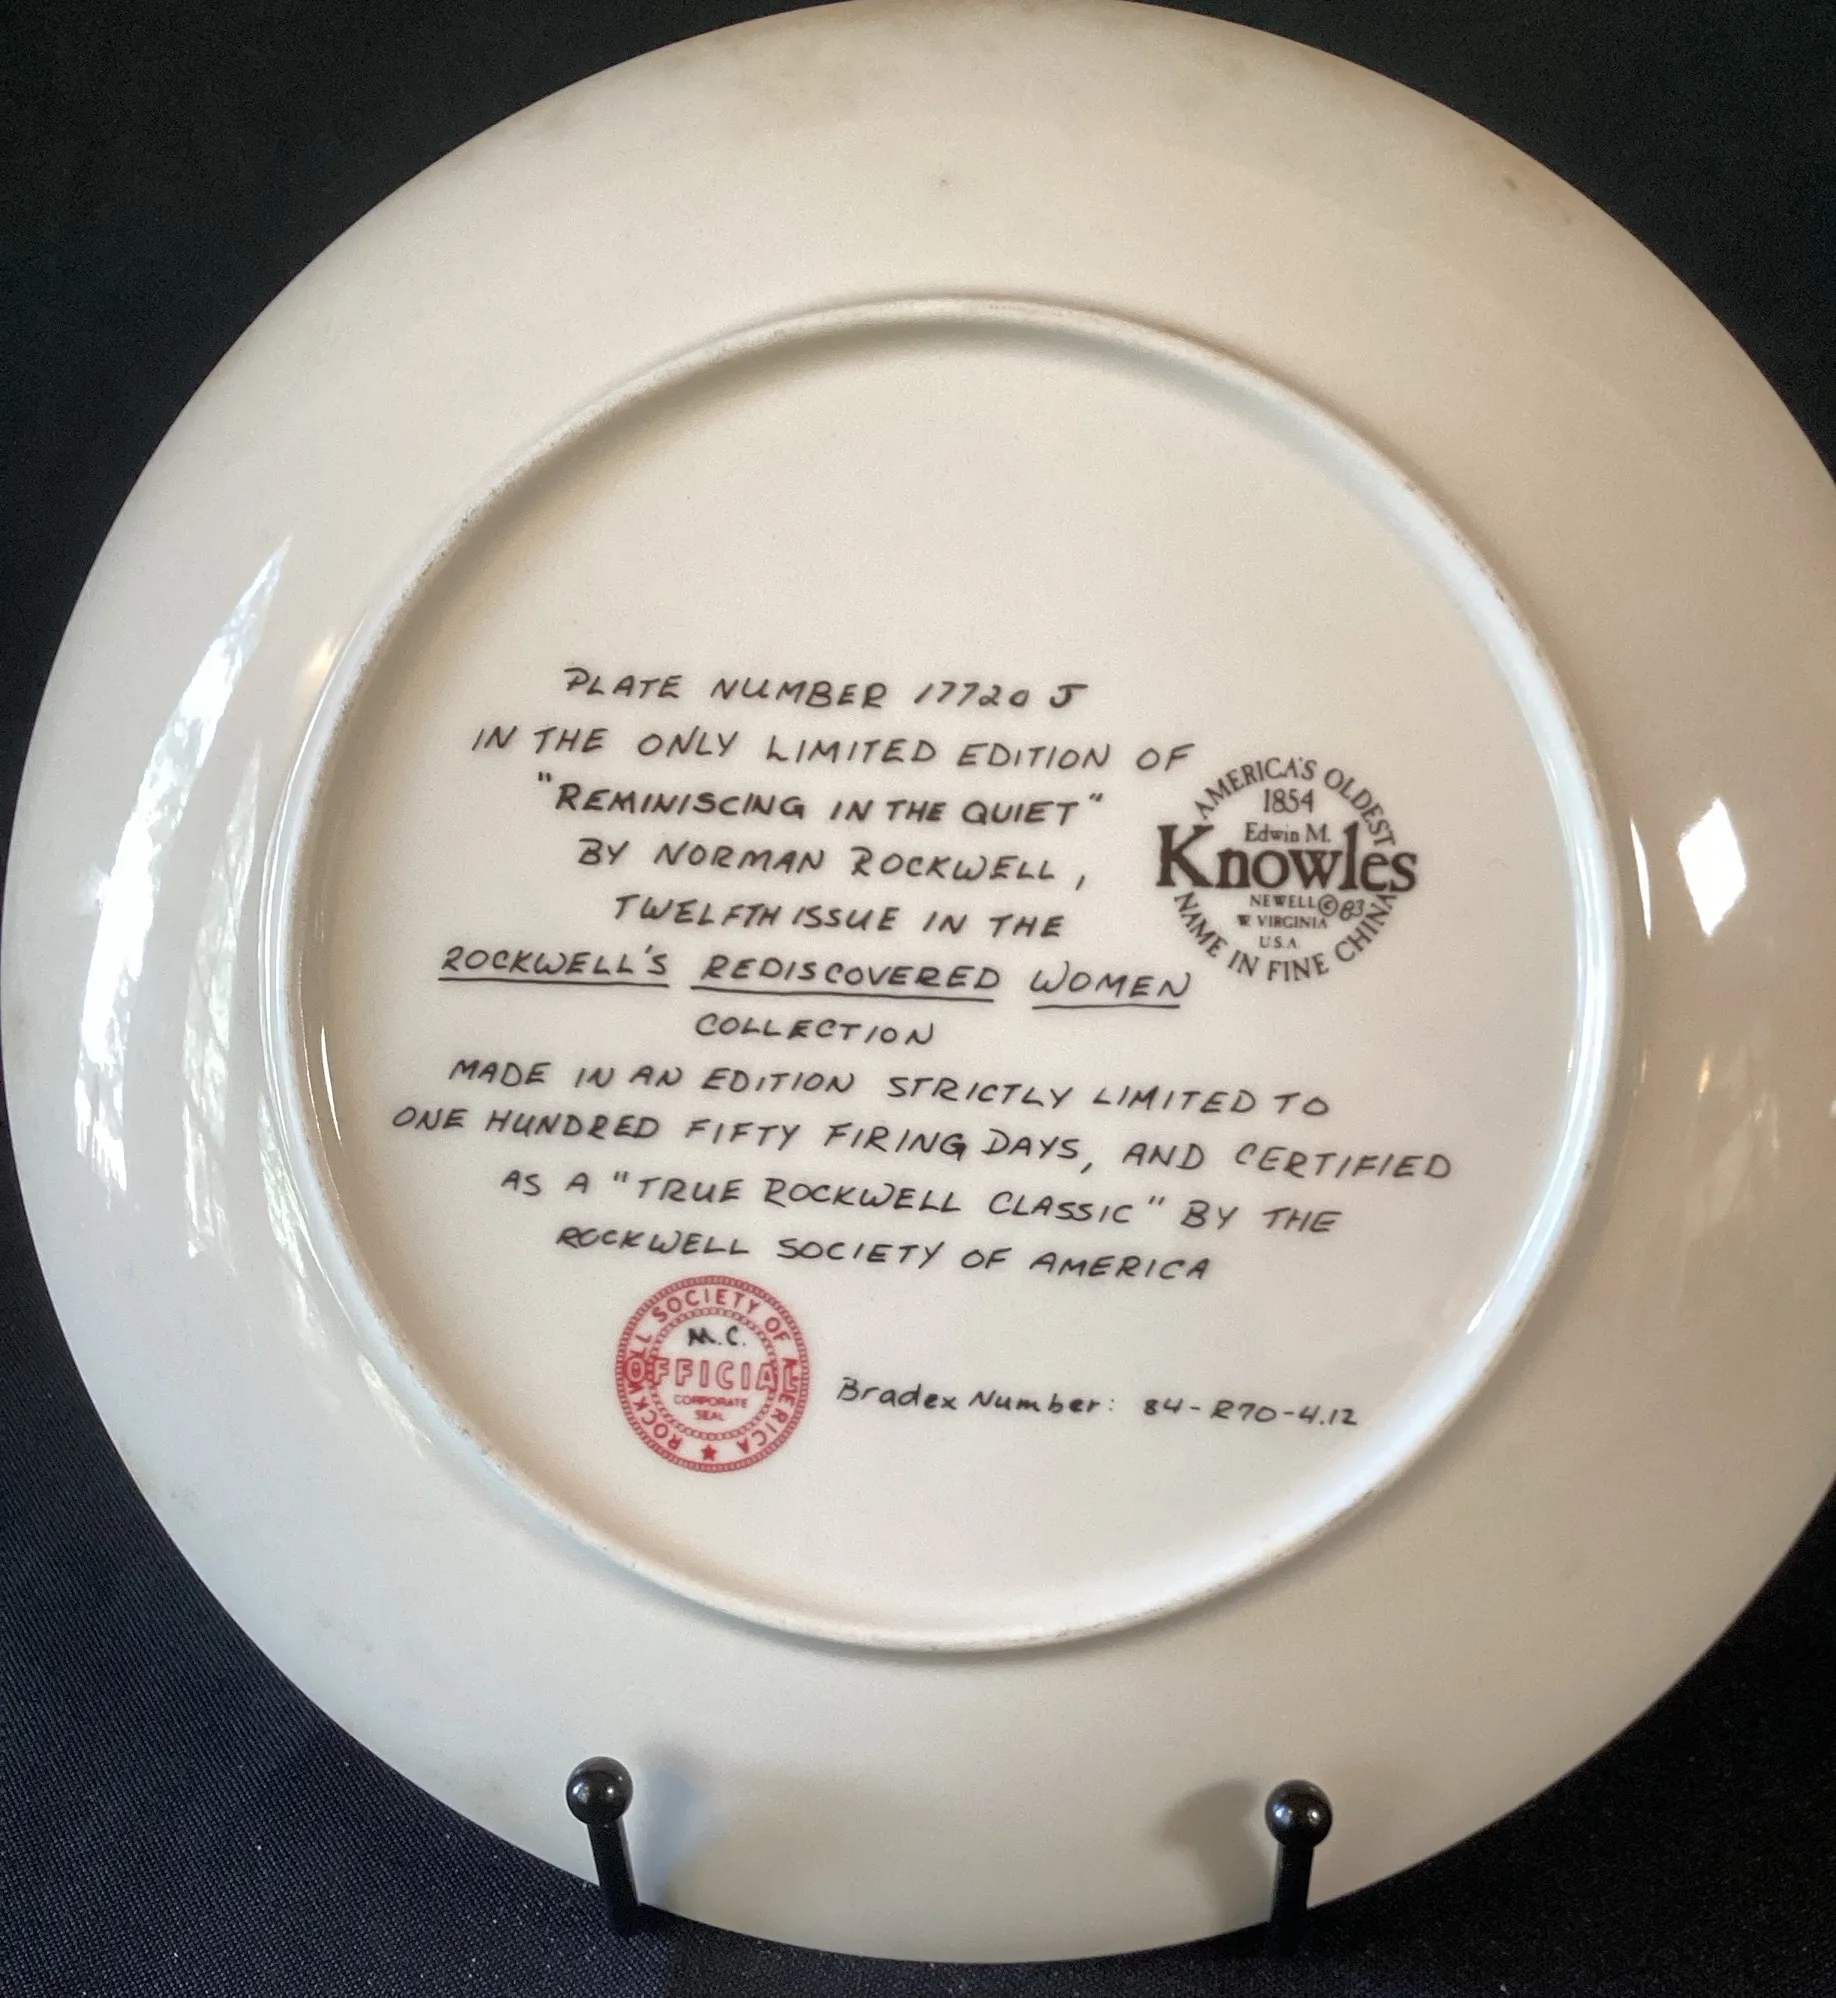 PLATE NUMBER 17720 J
IN THE ONLY LIMITED EDITION OF
"REMINISCING IN THE QUIET"
BY NORMAN ROCKWELL,
TWELFTH ISSUE IN THE
ROCKWELL'S REDISCOVERED WOMEN
COLLECTION
MADE IN AN EDITION STRICTLY LIMITED TO
ONE HUNDRED FIFTY FIRING DAYS, AND CERTIFIED
AS A "TRUE ROCKWELL CLASSIC" BY THE
ROCKWELL SOCIETY OF AMERICA
AMERICA'S OLDEST
1854
Edwin M.
Knowles
NEWELL © 83
W. VIRGINIA
U.S.A.
NAME IN FINE CHINA
ROCKWELL SOCIETY OF AMERICA
M.C.
OFFICIAL
CORPORATE
SEAL
Bradex Number: 84-R70-4.12